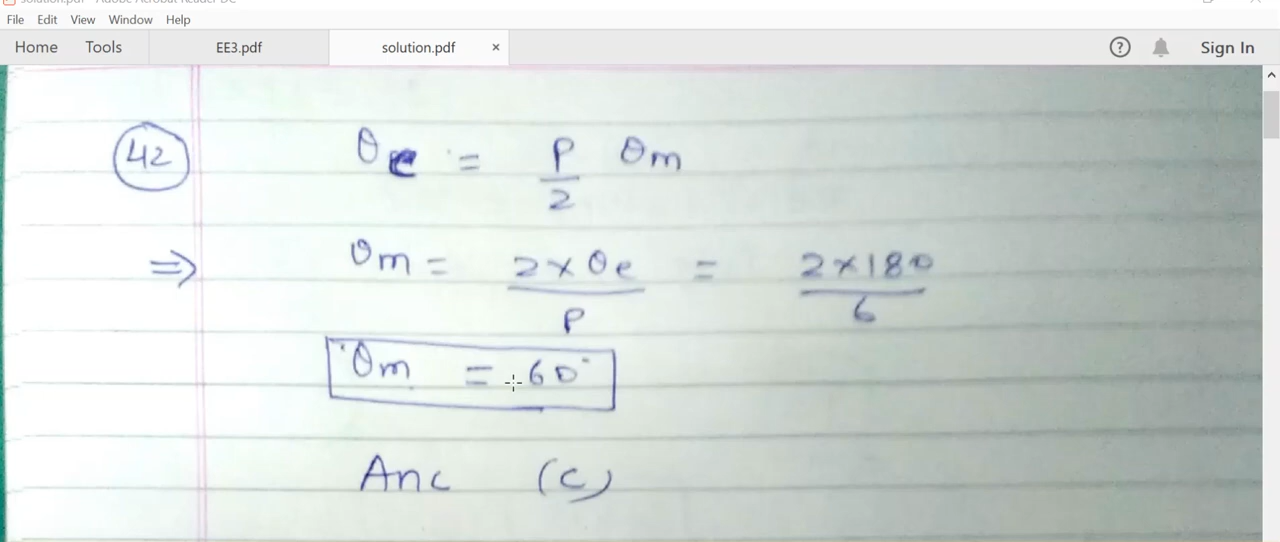 File Edit View Window Help
Home Tools EE3.pdf solution.pdf × ? Sign In
42 θe = P/2 θm
⇒ θm = 2×θe/P = 2×180/6
θm = 60°
Anc (c)